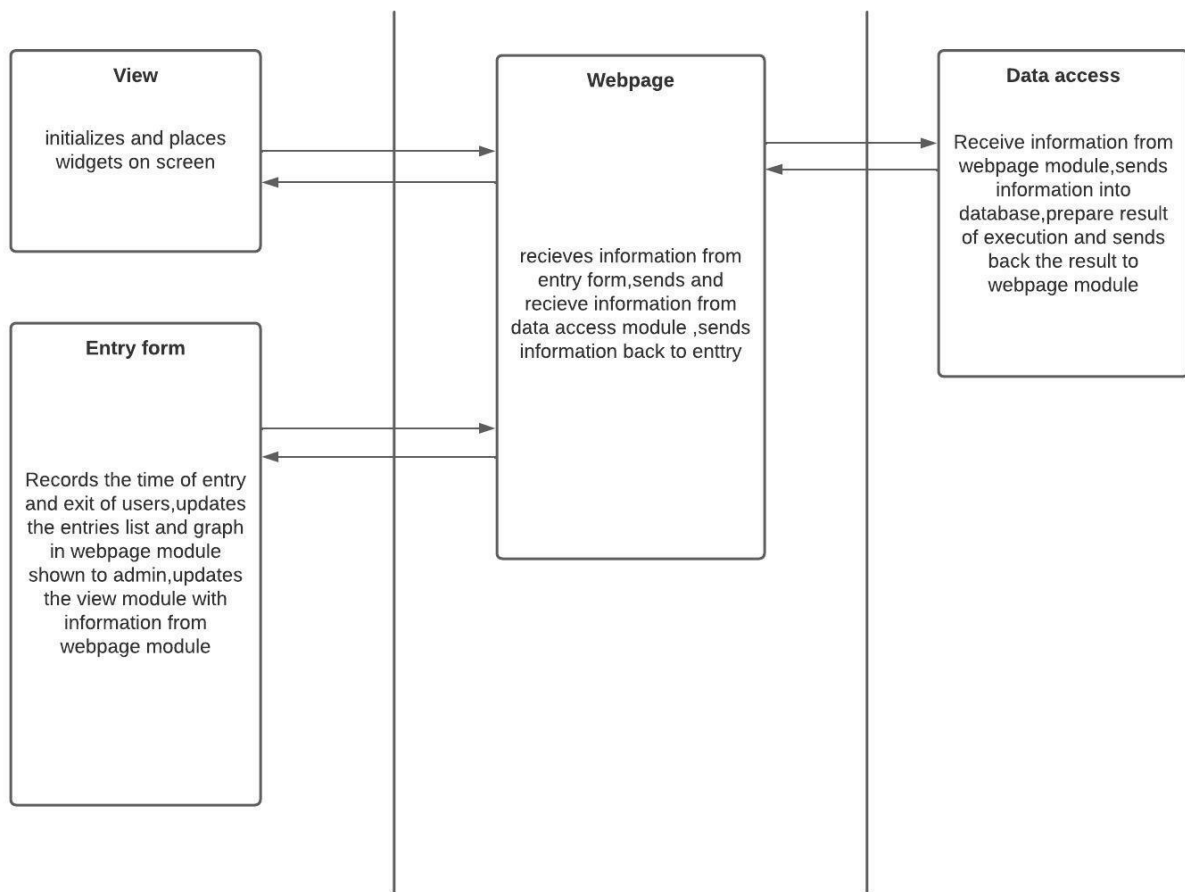 View
initializes and places
widgets on screen
Entry form
Records the time of entry
and exit of users,updates
the entries list and graph
in webpage module
shown to admin,updates
the view module with
information from
webpage module
Webpage
recieves information from
entry form,sends and
recieve information from
data access module ,sends
information back to enttry
Data access
Receive information from
webpage module,sends
information into
database,prepare result
of execution and sends
back the result to
webpage module